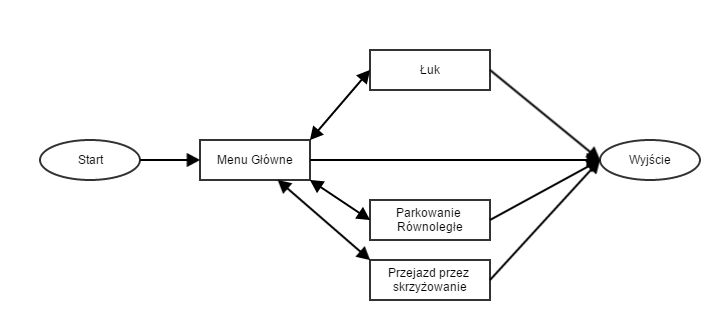 Łuk
Start
Menu Główne
Wyjście
Parkowanie
Równoległe
Przejazd przez
skrzyżowanie